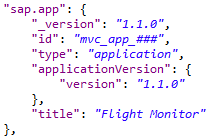 "sap.app": {
"_version": "1.1.0",
"id": "mvc_app_###",
"type": "application",
"applicationVersion": {
"version": "1.1.0"
},
"title": "Flight Monitor"
},